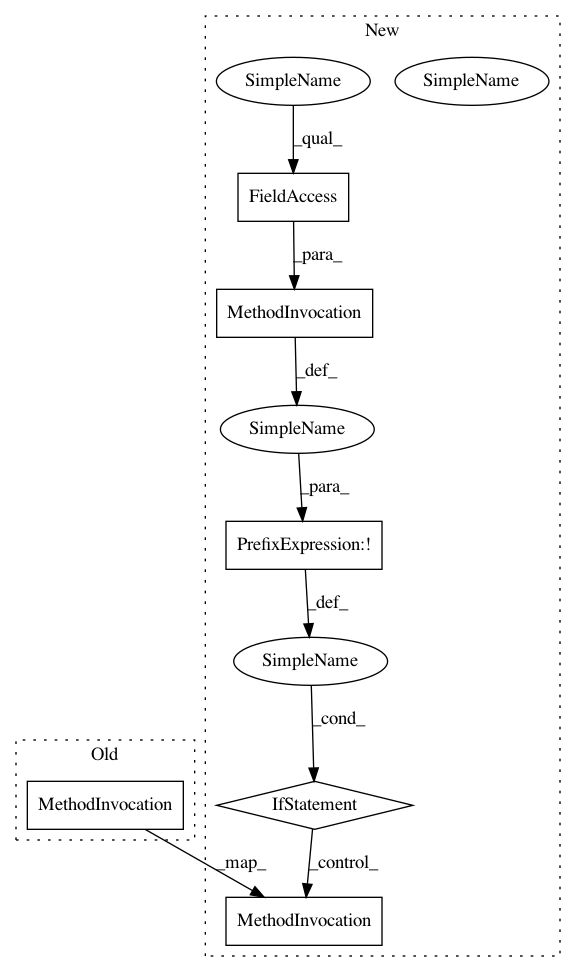 New
SimpleName
SimpleName
_qual_
FieldAccess
_para_
MethodInvocation
_def_
SimpleName
_para_
PrefixExpression:!
_def_
SimpleName
_cond_
Old
IfStatement
MethodInvocation
_map_
_control_
MethodInvocation